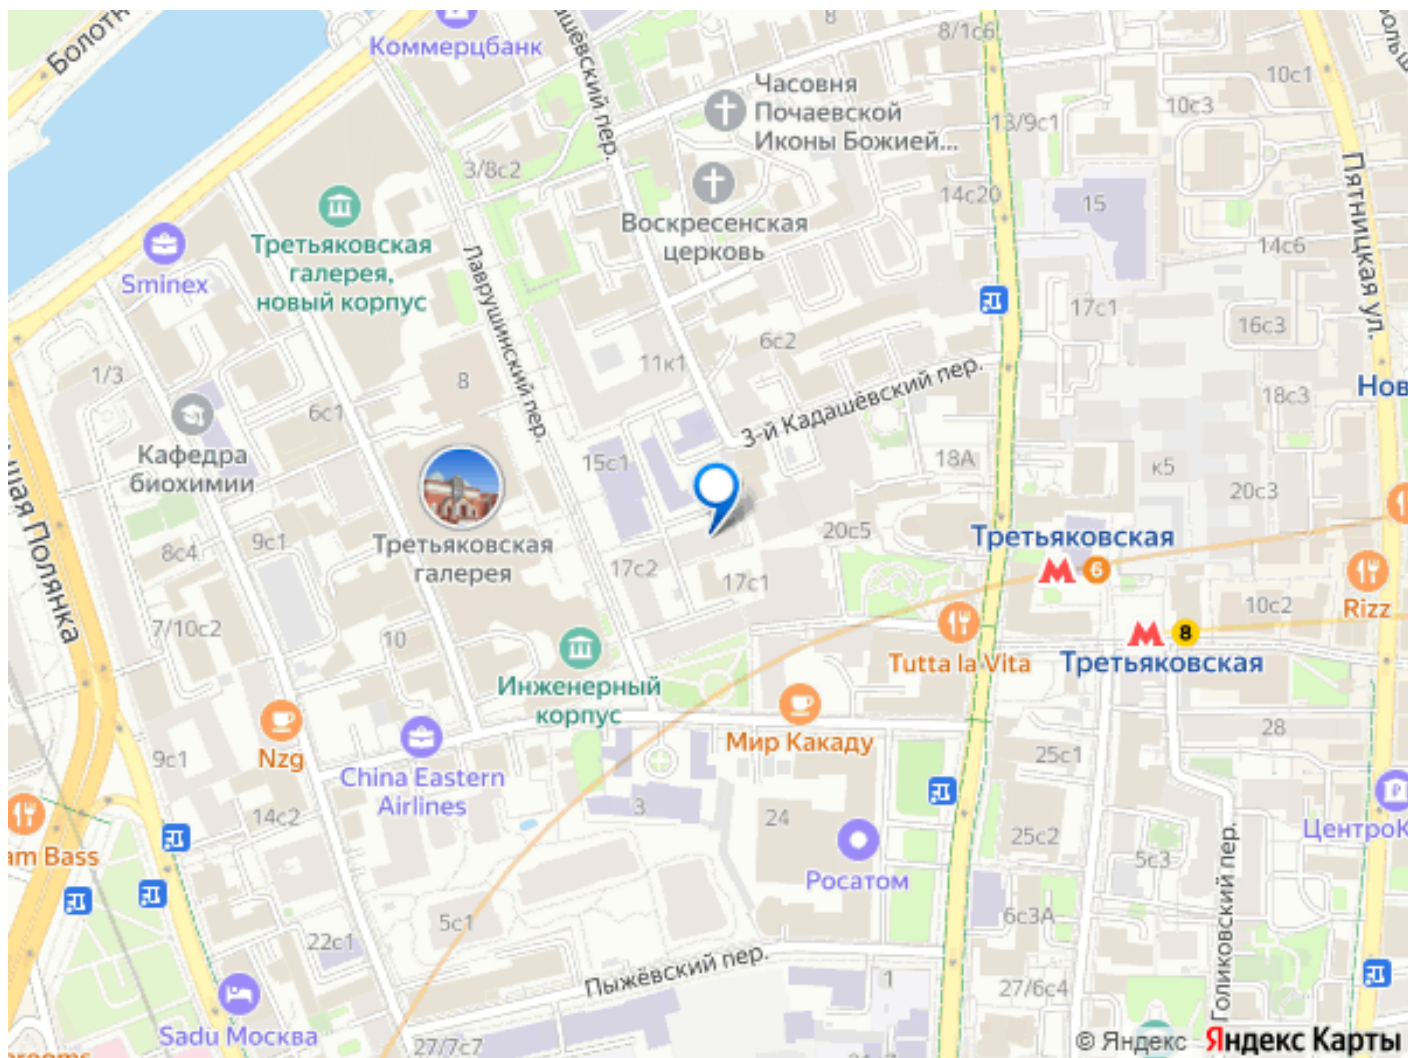 Болотн
Коммерцбанк
8
8/1с6
10с1
Часовня
Почаевской
Иконы Божией...
10с3
13/9с1
3/8с2
Воскресенская
церковь
14с20
15
Пятницкая ул.
Третьяковская
галерея,
новый корпус
Sminex
Лаврушинский пер.
14с6
17с1
16с3
6с2
11к1
1/3
8
6с1
3-й Кадашёвский пер.
18с3
Нов
Кафедра
биохимии
15с1
18А
к5
20с3
Третьяковская
галерея
8с4
9с1
20с5
Третьяковская
6
17с2
17с1
10с2
Rizz
7/10с2
10
8
Третьяковская
Tutta la Vita
Инженерный
корпус
Мир Какаду
28
25с1
9с1
Nzg
China Eastern
Airlines
14с2
3
24
25с2
ЦентроК
am Bass
5с3
Росатом
5с1
6с3А
22с1
Пыжёвский пер.
Голиковский пер.
1
27/6с4
Sadu Москва
27/7с7
© Яндекс Яндекс Карты